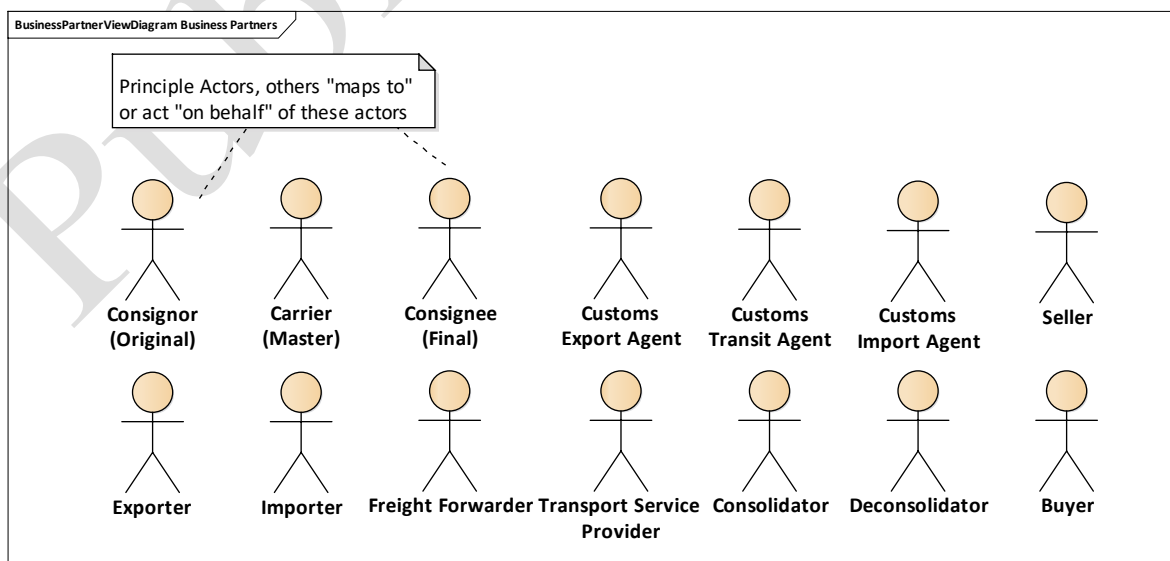 BusinessPartnerViewDiagram Business Partners
Principle Actors, others "maps to"
or act "on behalf" of these actors
Consignor
(Original)
Carrier
(Master)
Consignee
(Final)
Customs
Export Agent
Customs
Transit Agent
Customs
Import Agent
Seller
Exporter
Importer
Freight Forwarder
Transport Service
Provider
Consolidator
Deconsolidator
Buyer